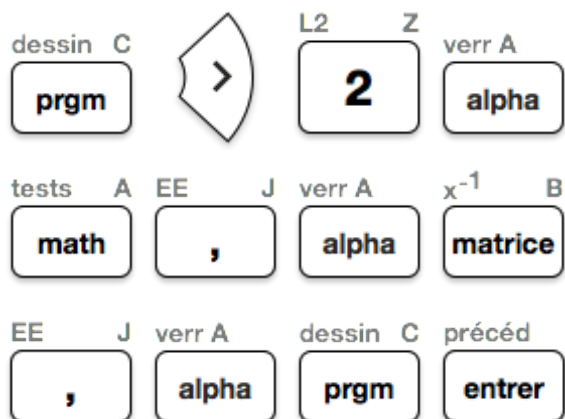 dessin C L2 Z verr A
prgm > 2 alpha
tests A EE J verr A x⁻¹ B
math , alpha matrice
EE J verr A dessin C précéd
, alpha prgm entrer